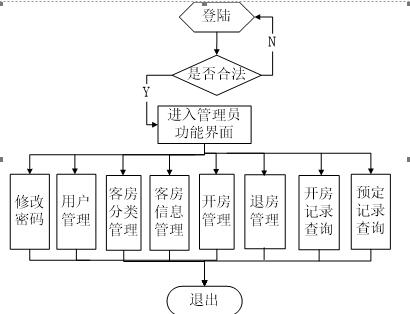 登陆
N
是否合法
Y
进入管理员
功能界面
修改
密码
用户
管理
客房
分类
管理
客房
信息
管理
开房
管理
退房
管理
开房
记录
查询
预定
记录
查询
退出